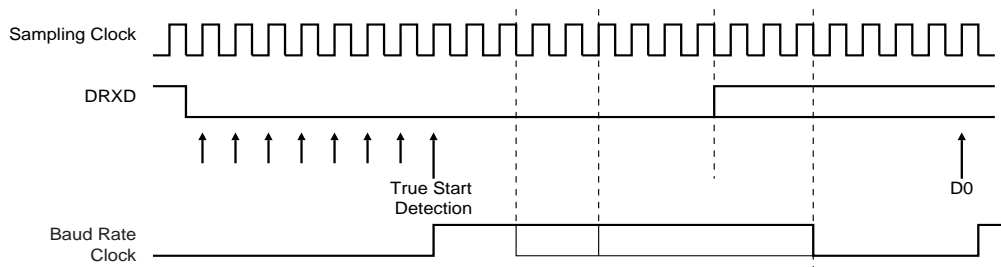 Sampling Clock
DRXD
True Start
Detection
D0
Baud Rate
Clock